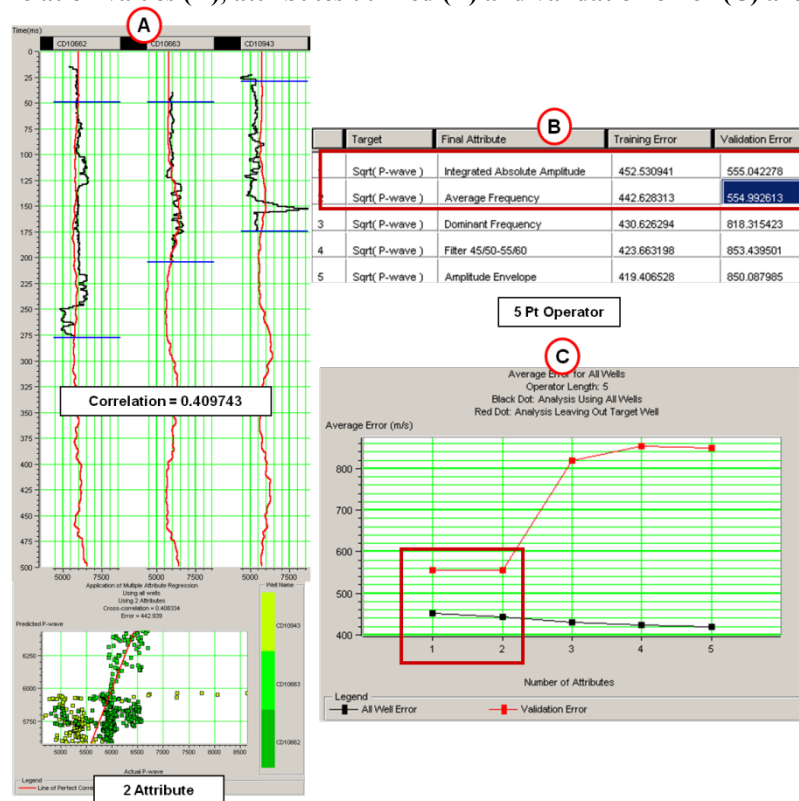 A
Time(ms)
CD10662 CD10663 CD10943
0
25
50
75
100
125
150
175
200
225
250
275
300
325
350
375
400
425
450
475
500
Correlation = 0.409743
5000 7500 5000 7500 5000 7500
Application of Multiple Attribute Regression
Using all wells
Using 2 Attributes
Cross-correlation = 0.408334
Error = 442.939
Predicted P-wave
6250
6000
5750
5000 5500 6000 6500 7000 7500 8000 8500
Actual P-wave
Legend
Line of Perfect
2 Attribute
Well Name
CD10943
CD10663
CD10662
B
Target Final Attribute Training Error Validation Error
Sqrt( P-wave ) Integrated Absolute Amplitude 452.530941 555.042278
Sqrt( P-wave ) Average Frequency 442.628313 554.992613
3 Sqrt( P-wave ) Dominant Frequency 430.626294 818.315423
4 Sqrt( P-wave ) Filter 45/50-55/60 423.663198 853.439501
5 Sqrt( P-wave ) Amplitude Envelope 419.406528 850.087985
5 Pt Operator
C
Average Error for All Wells
Operator Length: 5
Black Dot: Analysis Using All Wells
Red Dot: Analysis Leaving Out Target Well
Average Error (m/s)
800
700
600
500
400
1 2 3 4 5
Number of Attributes
Legend
All Well Error Validation Error